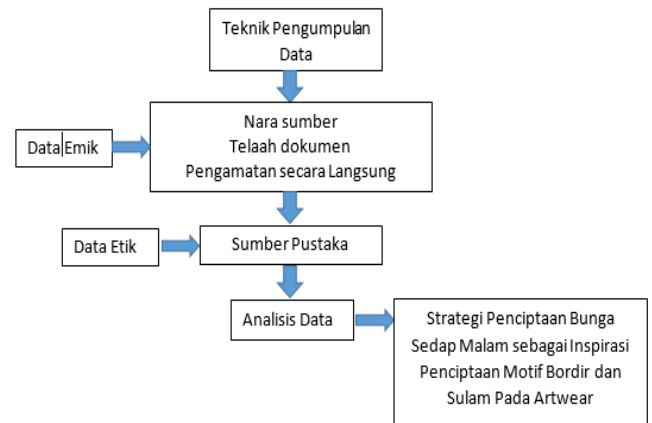 Teknik Pengumpulan
Data
Nara sumber
Telaah dokumen
Pengamatan secara Langsung
Data Emik
Sumber Pustaka
Data Etik
Analisis Data
Strategi Penciptaan Bunga
Sedap Malam sebagai Inspirasi
Penciptaan Motif Bordir dan
Sulam Pada Artwear